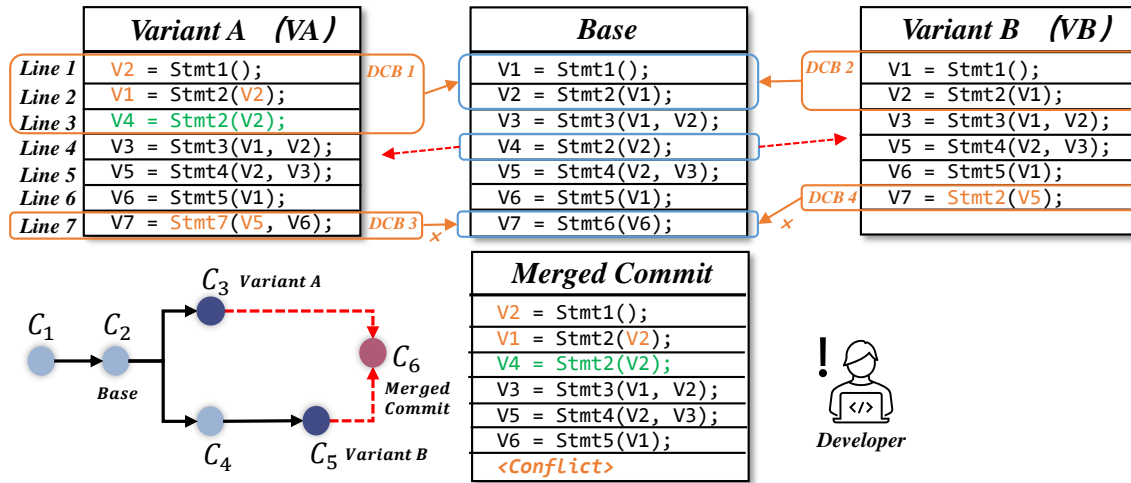 Variant A （VA）
Line 1 V2 = Stmt1(); DCB 1
Line 2 V1 = Stmt2(V2);
Line 3 V4 = Stmt2(V2);
Line 4 V3 = Stmt3(V1, V2);
Line 5 V5 = Stmt4(V2, V3);
Line 6 V6 = Stmt5(V1);
Line 7 V7 = Stmt7(V5, V6); DCB 3
×
Base
V1 = Stmt1();
V2 = Stmt2(V1);
V3 = Stmt3(V1, V2);
V4 = Stmt2(V2);
V5 = Stmt4(V2, V3);
V6 = Stmt5(V1);
V7 = Stmt6(V6);
Variant B （VB）
DCB 2 V1 = Stmt1();
V2 = Stmt2(V1);
V3 = Stmt3(V1, V2);
V5 = Stmt4(V2, V3);
V6 = Stmt5(V1);
DCB 4 V7 = Stmt2(V5);
×
C1
C2
Base
C3 Variant A
C4
C5 Variant B
C6
Merged
Commit
Merged Commit
V2 = Stmt1();
V1 = Stmt2(V2);
V4 = Stmt2(V2);
V3 = Stmt3(V1, V2);
V5 = Stmt4(V2, V3);
V6 = Stmt5(V1);
<Conflict>
!
</>
Developer